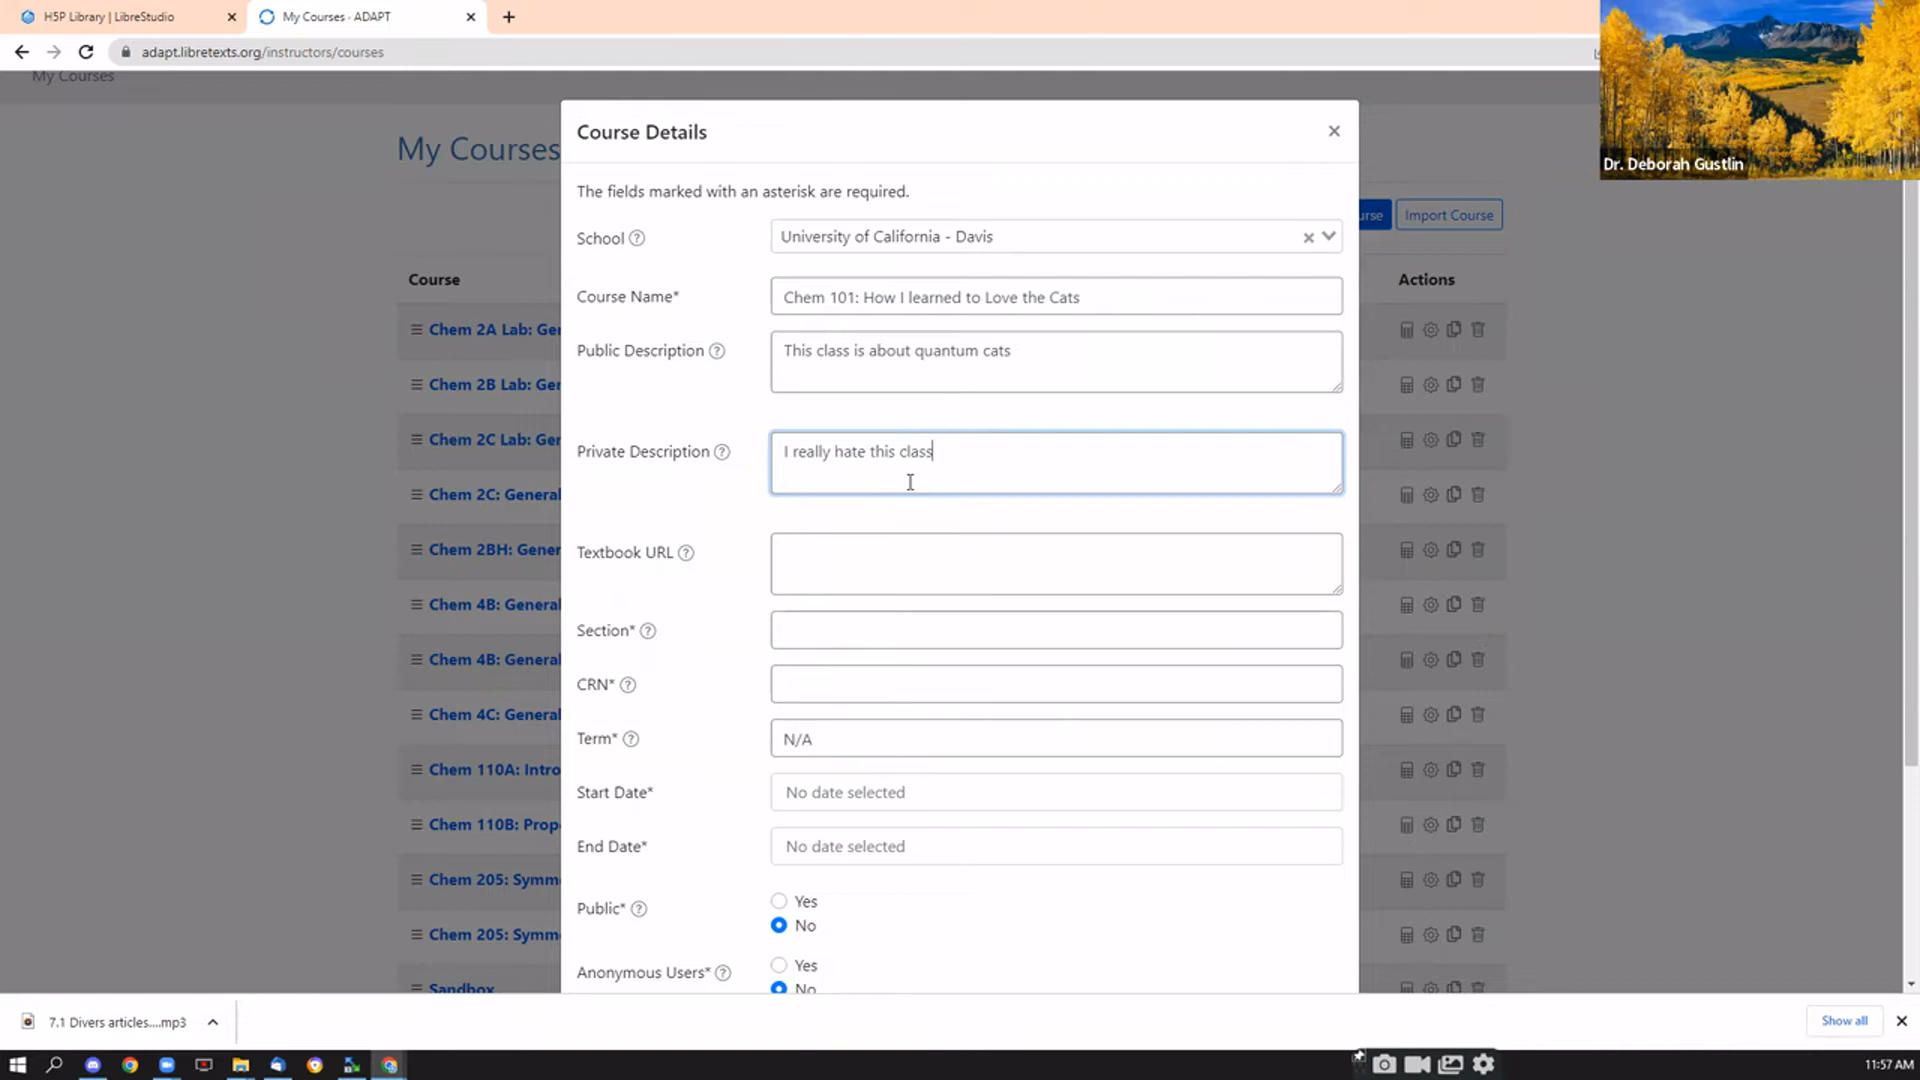 H5P Library | LibreStudio
My Courses - ADAPT
adapt.libretexts.org/instructors/courses
Dr. Deborah Gustlin
My Courses
My Courses
Import Course
Course
Actions
Chem 2A Lab: Ge
Chem 2B Lab: Ge
Chem 2C Lab: Ge
Chem 2C: General
Chem 2BH: Gene
Chem 4B: General
Chem 4B: General
Chem 4C: General
Chem 110A: Intro
Chem 110B: Prop
Chem 205: Symm
Chem 205: Symm
Sandbox
Course Details
The fields marked with an asterisk are required.
School
University of California - Davis
Course Name*
Chem 101: How I learned to Love the Cats
Public Description
This class is about quantum cats
Private Description
I really hate this class
Textbook URL
Section*
CRN*
Term*
N/A
Start Date*
No date selected
End Date*
No date selected
Public*
Yes
No
Anonymous Users*
Yes
No
7.1 Divers articles....mp3
Show all
11:57 AM